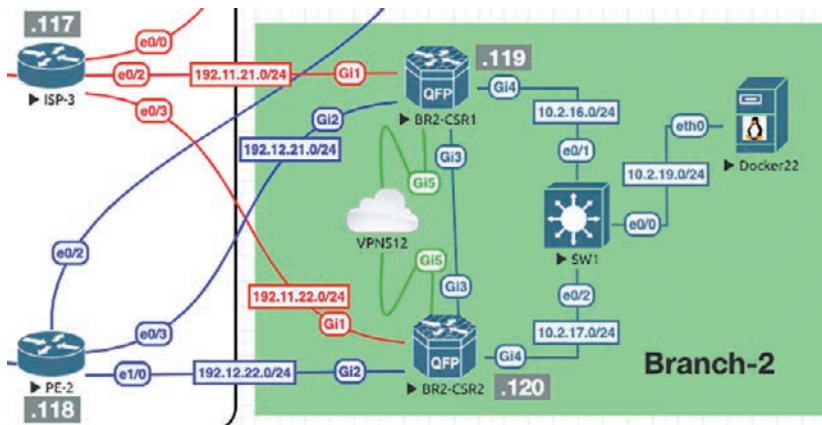 .117
e0/0
e0/2
192.11.21.0/24
Gi1
ISP-3
e0/3
Gi2
192.12.21.0/24
QFP
BR2-CSR1
.119
Gi4
10.2.16.0/24
eth0
Docker22
Gi3
Gi5
e0/1
10.2.19.0/24
VPN512
e0/0
SW1
e0/2
Gi5
Gi3
e0/2
192.11.22.0/24
Gi1
e0/3
10.2.17.0/24
QFP
Gi4
Branch-2
PE-2
e1/0
192.12.22.0/24
Gi2
BR2-CSR2
.120
.118